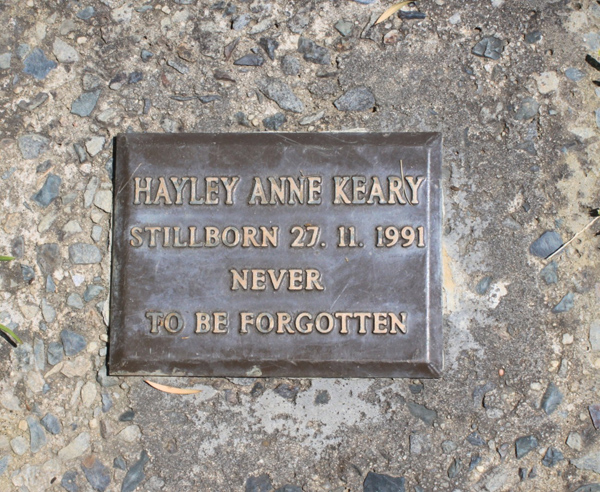 HAYLEY ANNE KEARY
STILLBORN 27. 11. 1991
NEVER
TO BE FORGOTTEN